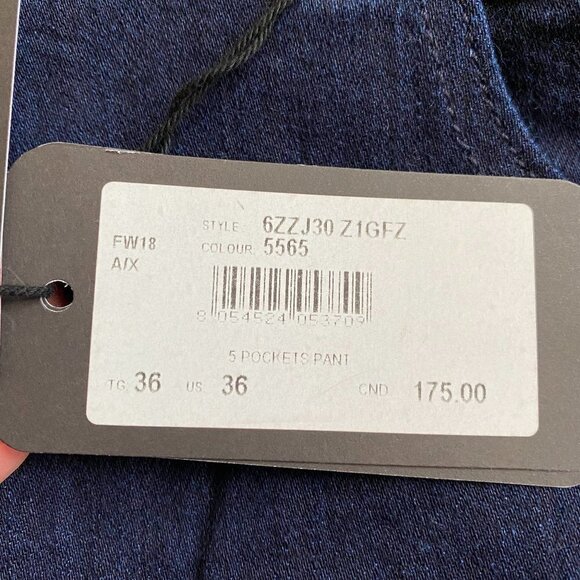 STYLE 6ZZJ30 Z1GFZ
FW18 COLOUR 5565
A/X
8 054524 053709
5 POCKETS PANT
TG 36 US 36 CND 175.00